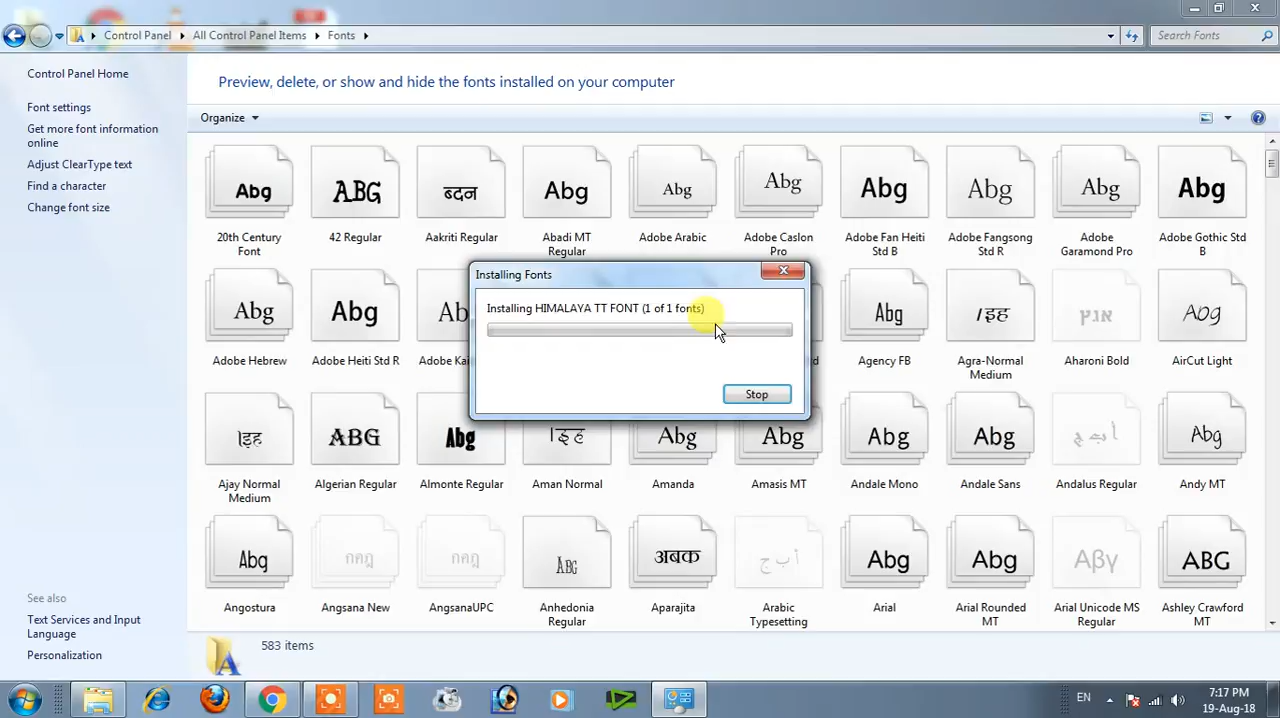 Control Panel
All Control Panel Items
Fonts
Search Fonts
Control Panel Home
Font settings
Get more font information
online
Adjust ClearType text
Find a character
Change font size
See also
Text Services and Input
Language
Personalization
Preview, delete, or show and hide the fonts installed on your computer
Organize
Abg
ABG
ब्दन
Abg
Abg
Abg
Abg
Abg
Abg
Abg
20th Century
Font
42 Regular
Aakriti Regular
Abadi MT
Regular
Adobe Arabic
Adobe Caslon
Pro
Adobe Fan Heiti
Std B
Adobe Fangsong
Std R
Adobe
Garamond Pro
Adobe Gothic Std
B
Abg
Abg
Abg
Abg
Adobe Hebrew
Adobe Heiti Std R
Agency FB
Agra-Normal
Medium
Aharoni Bold
AirCut Light
Installing Fonts
Installing HIMALAYA TT FONT (1 of 1 fonts)
Stop
ABG
Abg
Abg
Abg
Abg
Abg
Abg
Ajay Normal
Medium
Algerian Regular
Almonte Regular
Aman Normal
Amanda
Amasis MT
Andale Mono
Andale Sans
Andalus Regular
Andy MT
Abg
กคฎ
กคฎ
ABG
अबक
Abg
Abg
Αβγ
ABG
Angostura
Angsana New
AngsanaUPC
Anhedonia
Regular
Aparajita
Arabic
Typesetting
Arial
Arial Rounded
MT
Arial Unicode MS
Regular
Ashley Crawford
MT
583 items
EN
7:17 PM
19-Aug-18